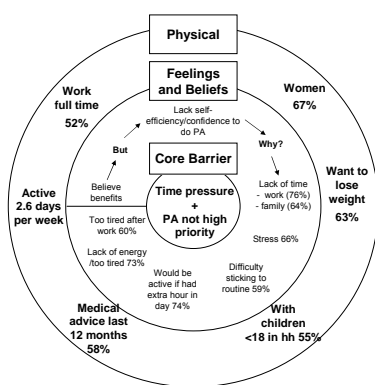 Physical
Feelings
and Beliefs
Work
full time
52%
Women
67%
Lack self-
efficiency/confidence to
do PA
But
Why?
Core Barrier
Time pressure
+
PA not high
priority
Active
2.6 days
per week
Believe
benefits
Lack of time
- work (76%)
- family (64%)
Want to
lose
weight
63%
Too tired after
work 60%
Stress 66%
Lack of energy
/too tired 73%
Would be
active if had
extra hour in
day 74%
Difficulty
sticking to
routine 59%
Medical
advice last
12 months
58%
With
children
<18 in hh 55%